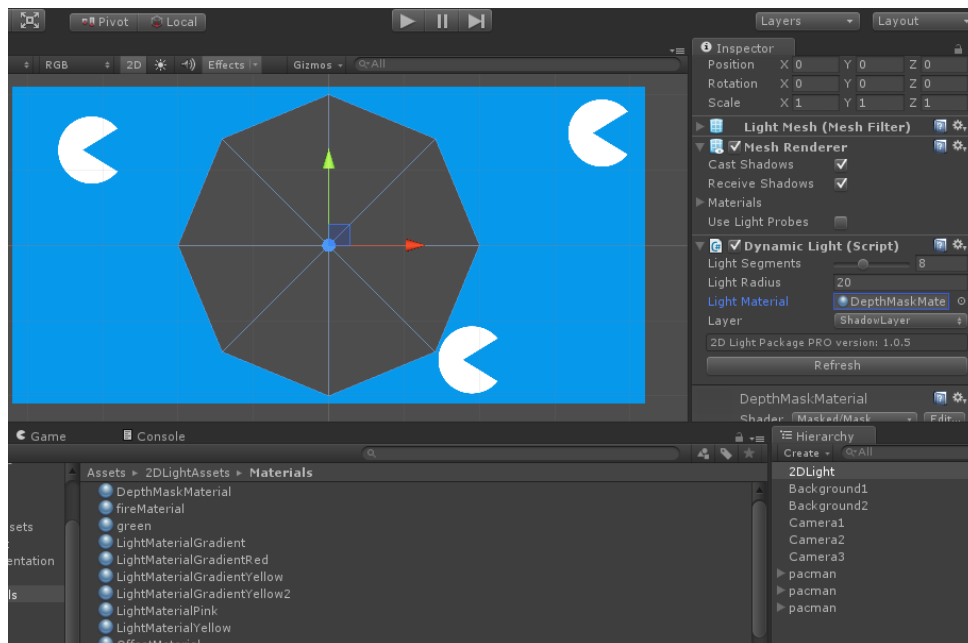 Pivot Local Layers Layout
RGB 2D Effects Gizmos All
Inspector
Position X 0 Y 0 Z 0
Rotation X 0 Y 0 Z 0
Scale X 1 Y 1 Z 1
Light Mesh (Mesh Filter)
Mesh Renderer
Cast Shadows
Receive Shadows
Materials
Use Light Probes
Dynamic Light (Script)
Light Segments 8
Light Radius 20
Light Material DepthMaskMate
Layer ShadowLayer
2D Light Package PRO version: 1.0.5
Refresh
DepthMaskMaterial
Shader Masked/Mask Edit...
Game Console
Assets ▸ 2DLightAssets ▸ Materials
DepthMaskMaterial
fireMaterial
green
LightMaterialGradient
LightMaterialGradientRed
LightMaterialGradientYellow
LightMaterialGradientYellow2
LightMaterialPink
LightMaterialYellow
sets
entation
ls
Hierarchy
Create All
2DLight
Background1
Background2
Camera1
Camera2
Camera3
pacman
pacman
pacman